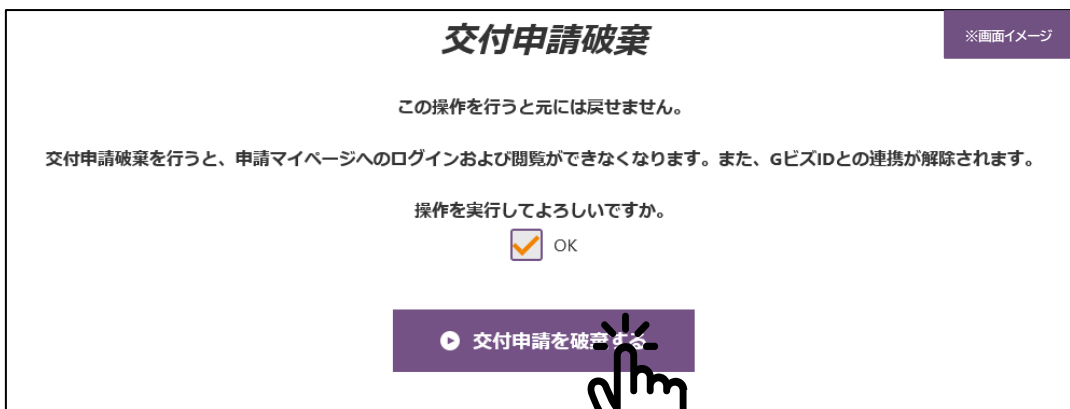 交付申請破棄
※画面イメージ
この操作を行うと元には戻せません。
交付申請破棄を行うと、申請マイページへのログインおよび閲覧ができなくなります。また、GビズIDとの連携が解除されます。
操作を実行してよろしいですか。
OK
交付申請を破棄する